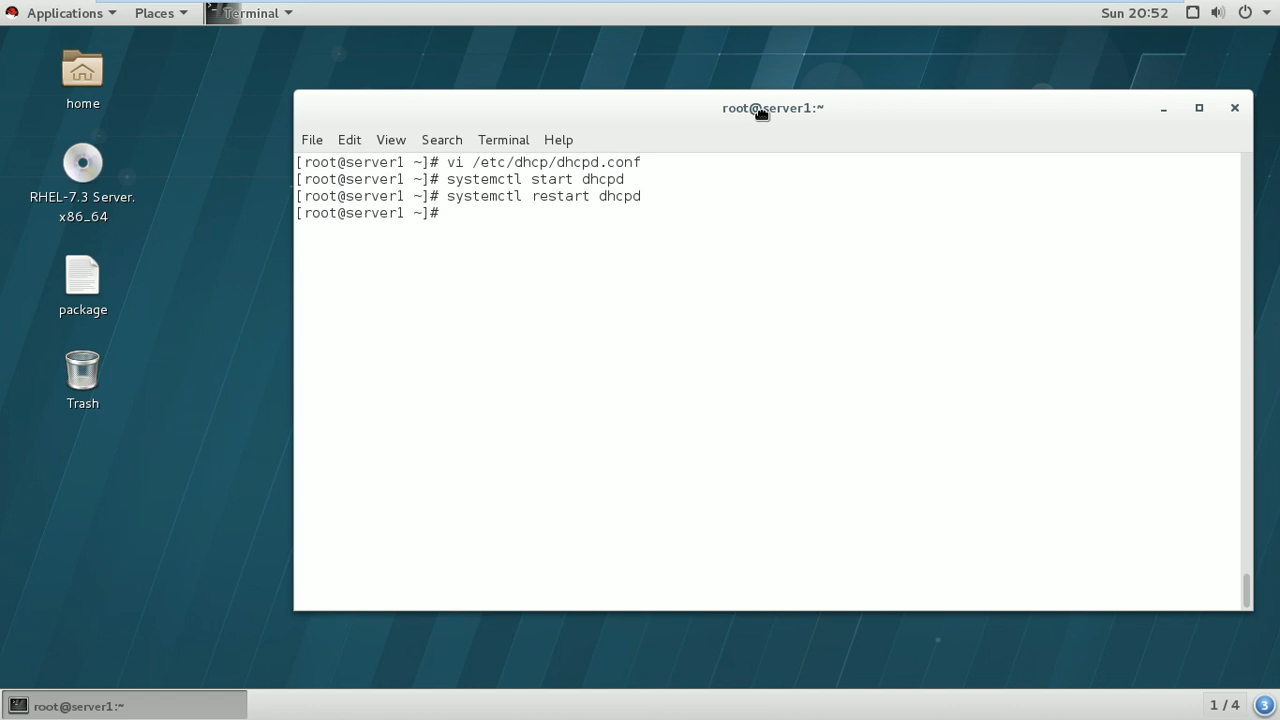 Applications Places Terminal Sun 20:52
home
RHEL-7.3 Server.
x86_64
package
Trash
root@server1:~
File Edit View Search Terminal Help
[root@server1 ~]# vi /etc/dhcp/dhcpd.conf
[root@server1 ~]# systemctl start dhcpd
[root@server1 ~]# systemctl restart dhcpd
[root@server1 ~]#
root@server1:~ 1 / 4 3